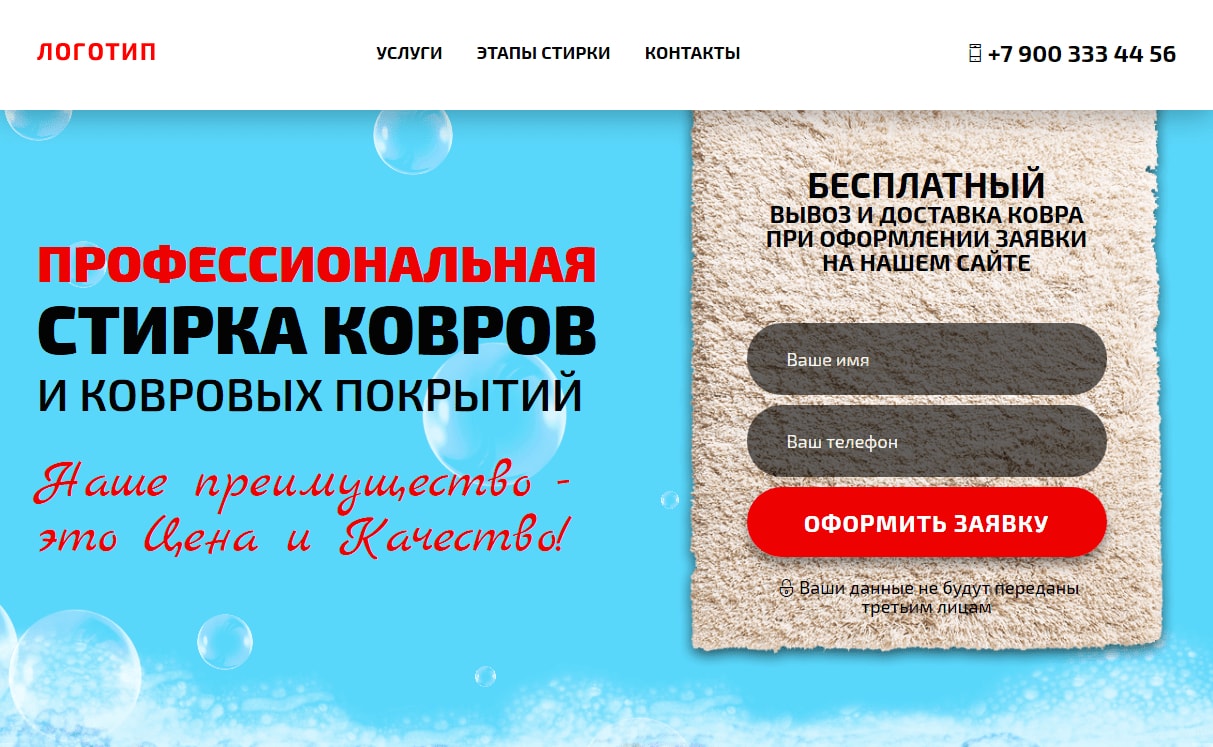 ЛОГОТИП
УСЛУГИ ЭТАПЫ СТИРКИ КОНТАКТЫ
+7 900 333 44 56
ПРОФЕССИОНАЛЬНАЯ
СТИРКА КОВРОВ
И КОВРОВЫХ ПОКРЫТИЙ
Наше преимущество -
это Цена и Качество!
БЕСПЛАТНЫЙ
ВЫВОЗ И ДОСТАВКА КОВРА
ПРИ ОФОРМЛЕНИИ ЗАЯВКИ
НА НАШЕМ САЙТЕ
Ваше имя
Ваш телефон
ОФОРМИТЬ ЗАЯВКУ
Ваши данные не будут переданы
третьим лицам